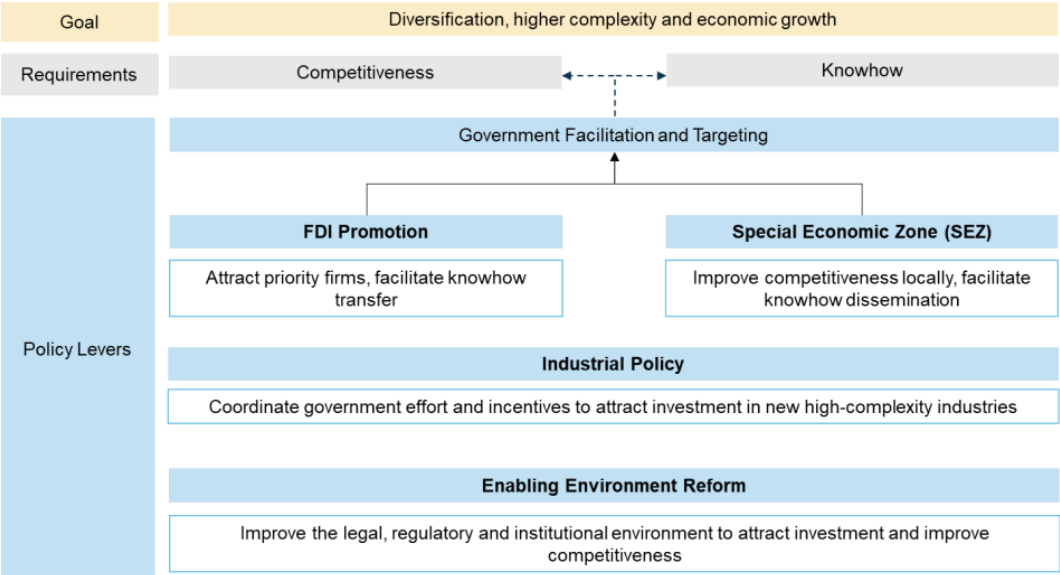 Goal
Diversification, higher complexity and economic growth
Requirements
Competitiveness
Knowhow
Policy Levers
Government Facilitation and Targeting
FDI Promotion
Attract priority firms, facilitate knowhow
transfer
Special Economic Zone (SEZ)
Improve competitiveness locally, facilitate
knowhow dissemination
Industrial Policy
Coordinate government effort and incentives to attract investment in new high-complexity industries
Enabling Environment Reform
Improve the legal, regulatory and institutional environment to attract investment and improve
competitiveness